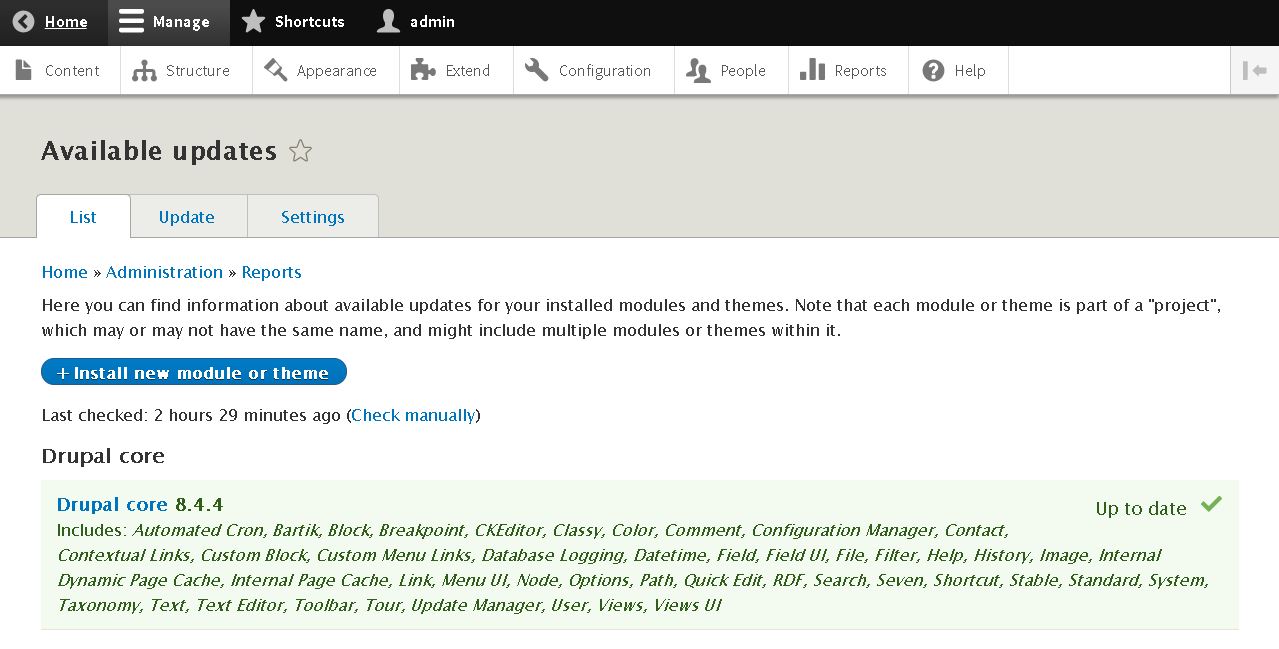 Home Manage Shortcuts admin
Content Structure Appearance Extend Configuration People Reports Help
Available updates
List Update Settings
Home » Administration » Reports
Here you can find information about available updates for your installed modules and themes. Note that each module or theme is part of a "project",
which may or may not have the same name, and might include multiple modules or themes within it.
+ Install new module or theme
Last checked: 2 hours 29 minutes ago (Check manually)
Drupal core
Drupal core 8.4.4
Up to date
Includes: Automated Cron, Bartik, Block, Breakpoint, CKEditor, Classy, Color, Comment, Configuration Manager, Contact,
Contextual Links, Custom Block, Custom Menu Links, Database Logging, Datetime, Field, Field UI, File, Filter, Help, History, Image, Internal
Dynamic Page Cache, Internal Page Cache, Link, Menu UI, Node, Options, Path, Quick Edit, RDF, Search, Seven, Shortcut, Stable, Standard, System,
Taxonomy, Text, Text Editor, Toolbar, Tour, Update Manager, User, Views, Views UI